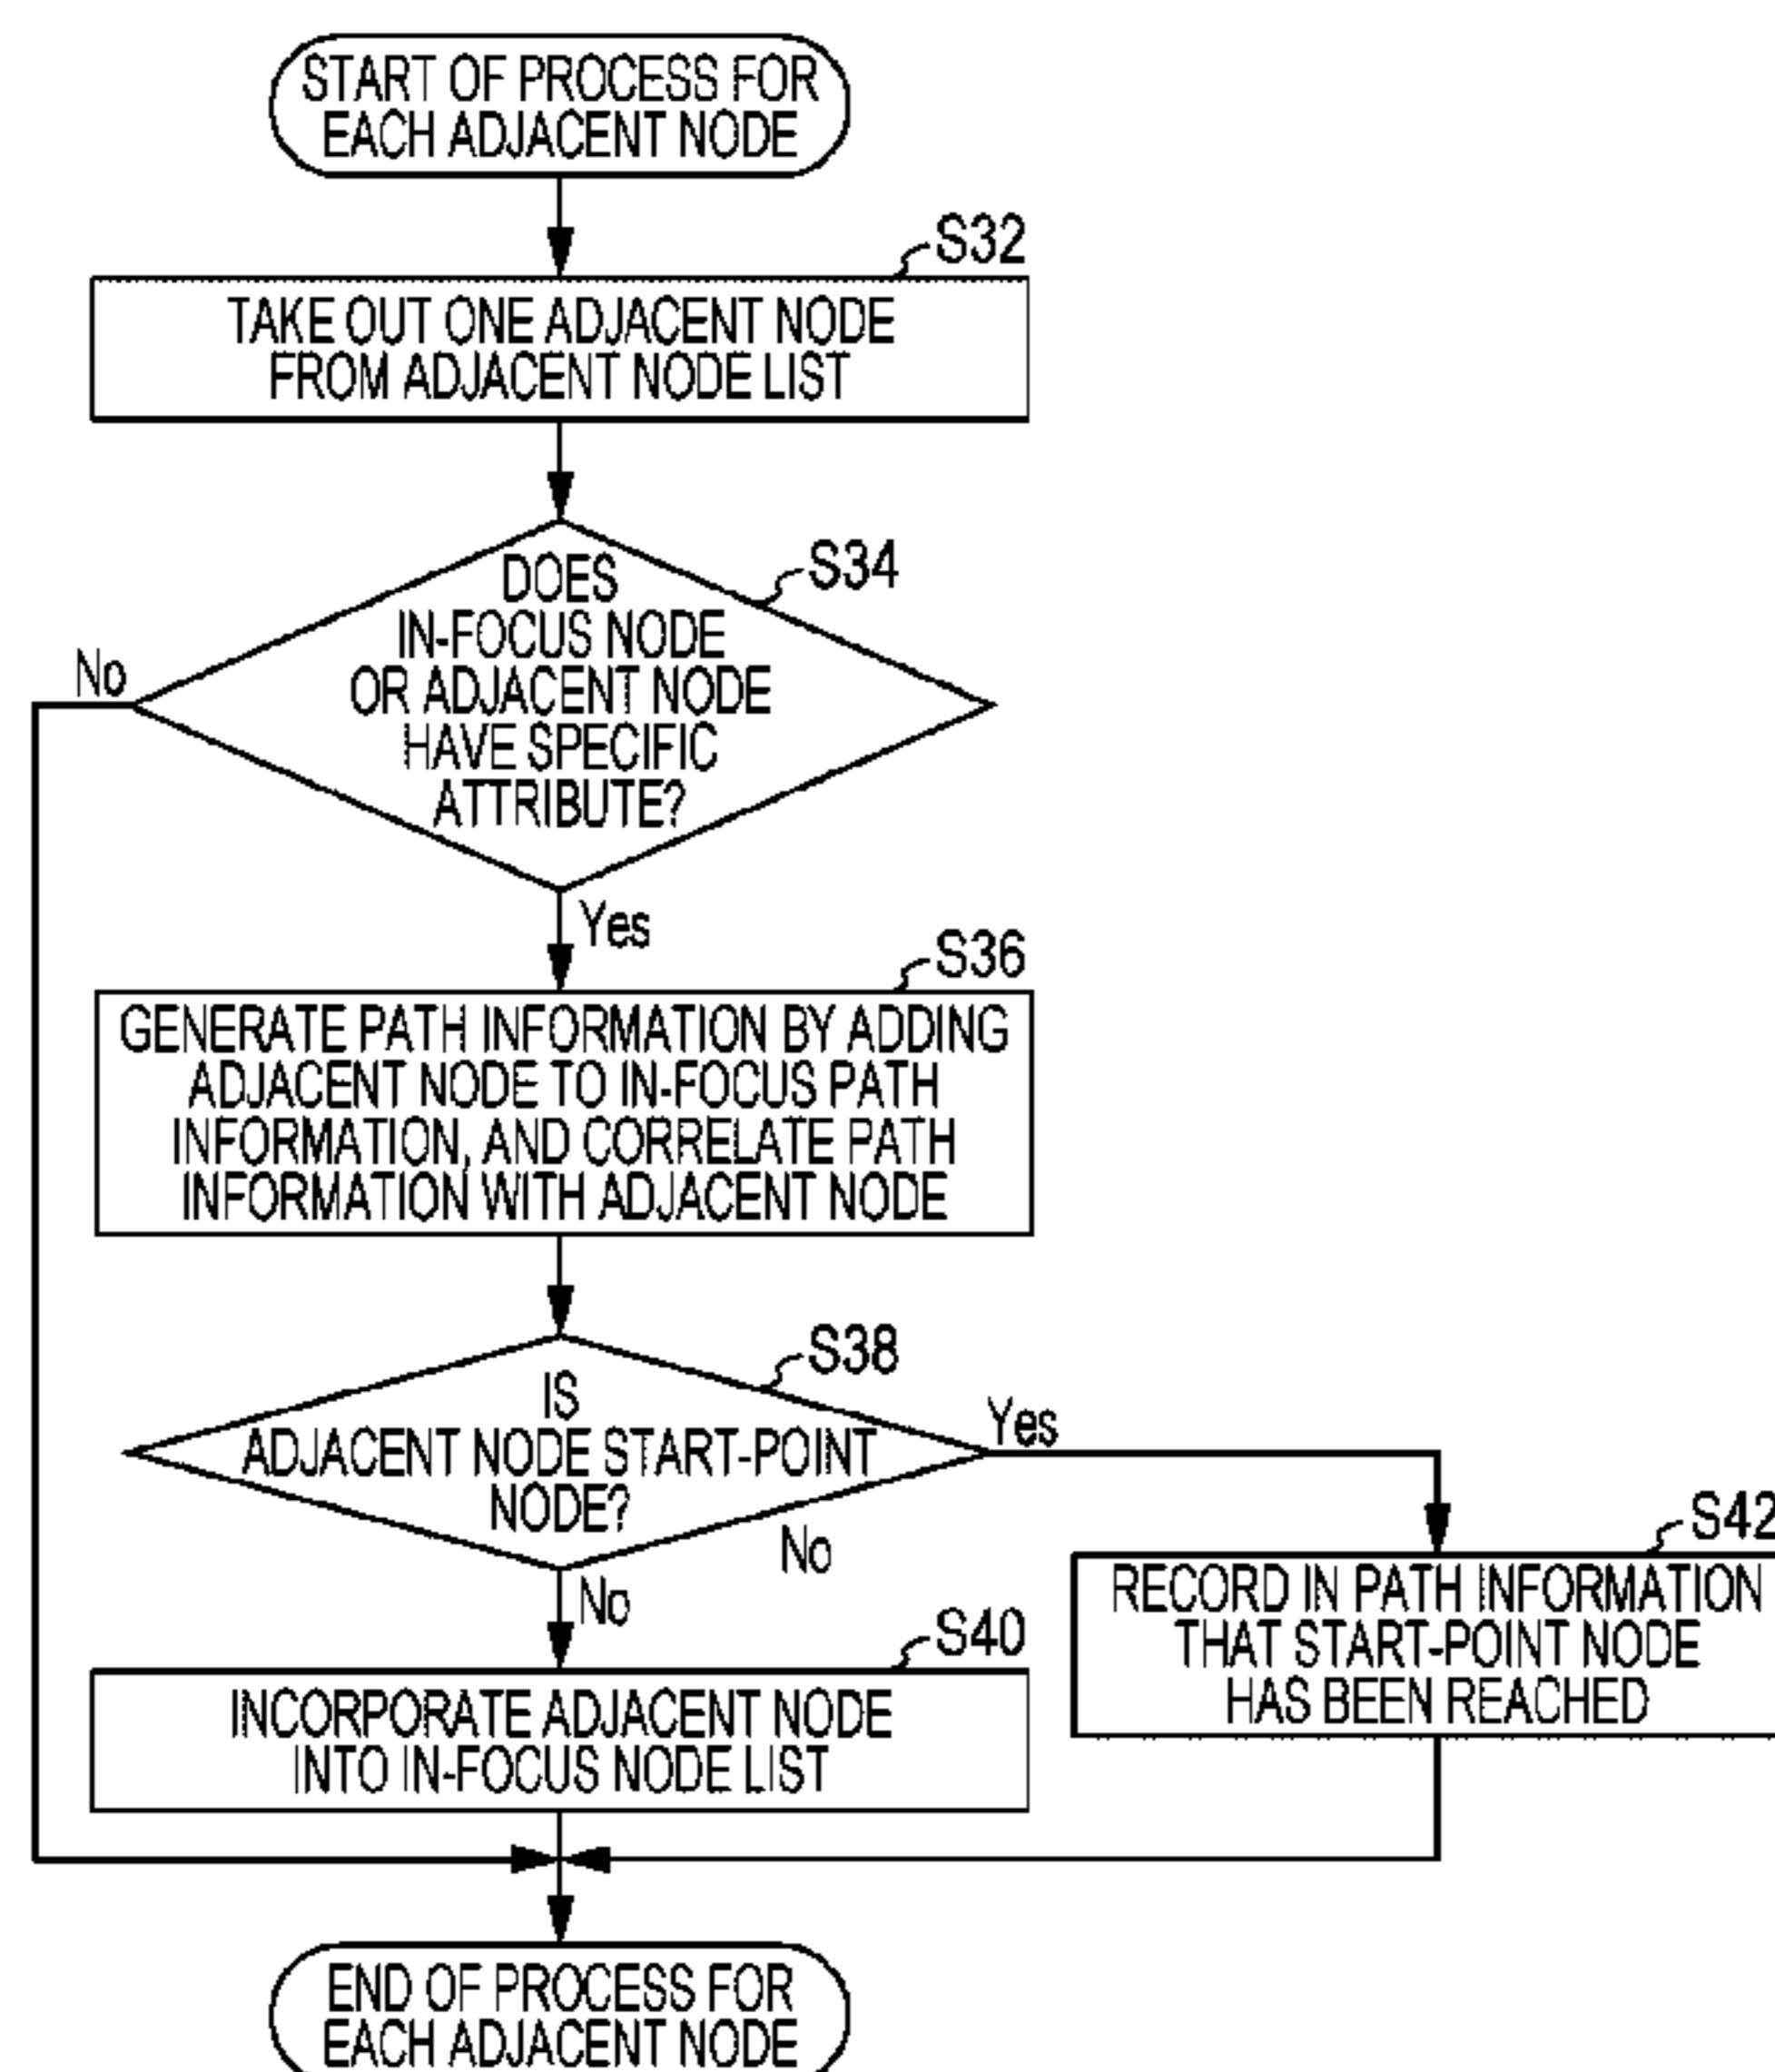 START OF PROCESS FOR
EACH ADJACENT NODE
S32
TAKE OUT ONE ADJACENT NODE
FROM ADJACENT NODE LIST
S34
DOES
IN-FOCUS NODE
OR ADJACENT NODE
HAVE SPECIFIC
ATTRIBUTE?
No
Yes
S36
GENERATE PATH INFORMATION BY ADDING
ADJACENT NODE TO IN-FOCUS PATH
INFORMATION, AND CORRELATE PATH
INFORMATION WITH ADJACENT NODE
S38
IS
ADJACENT NODE START-POINT
NODE?
Yes
No
No
S42
RECORD IN PATH INFORMATION
THAT START-POINT NODE
HAS BEEN REACHED
S40
INCORPORATE ADJACENT NODE
INTO IN-FOCUS NODE LIST
END OF PROCESS FOR
EACH ADJACENT NODE